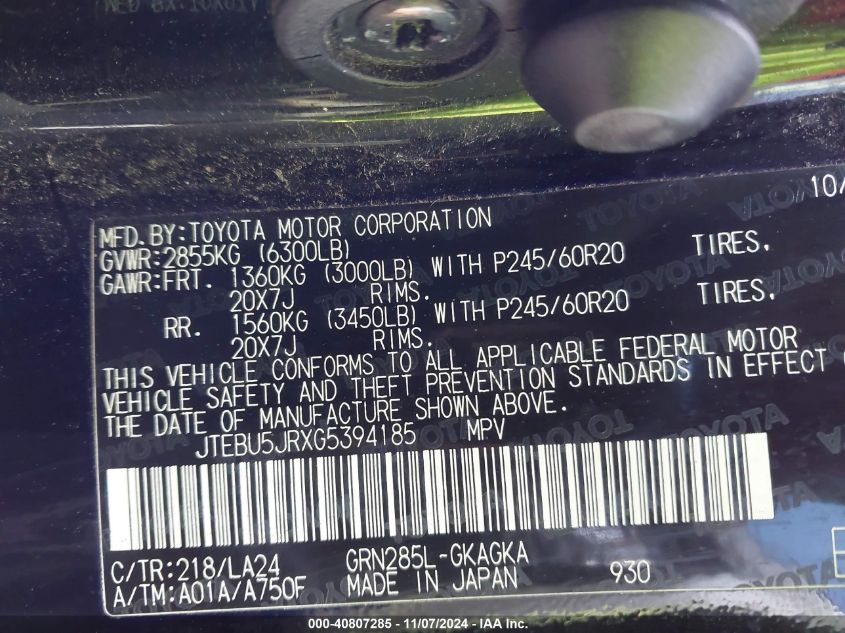 10/
MFD.BY:TOYOTA MOTOR CORPORATION
GVWR:2855KG (6300LB)
GAWR:FRT. 1360KG (3000LB) WITH P245/60R20 TIRES.
20X7J RIMS.
RR. 1560KG (3450LB) WITH P245/60R20 TIRES.
20X7J RIMS.
THIS VEHICLE CONFORMS TO ALL APPLICABLE FEDERAL MOTOR
VEHICLE SAFETY AND THEFT PREVENTION STANDARDS IN EFFECT
THE DATE OF MANUFACTURE SHOWN ABOVE.
JTEBU5JRXG5394185 MPV
C/TR:218/LA24 GRN285L-GKAGKA
A/TM:A01A/A750F MADE IN JAPAN 930
000-40807285 - 11/07/2024 - IAA Inc.